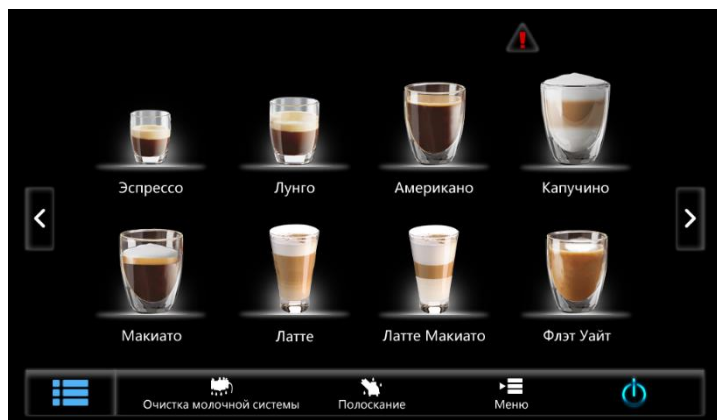 Эспрессо
Лунго
Американо
Капучино
Макиато
Латте
Латте Макиато
Флэт Уайт
Очистка молочной системы
Полоскание
Меню